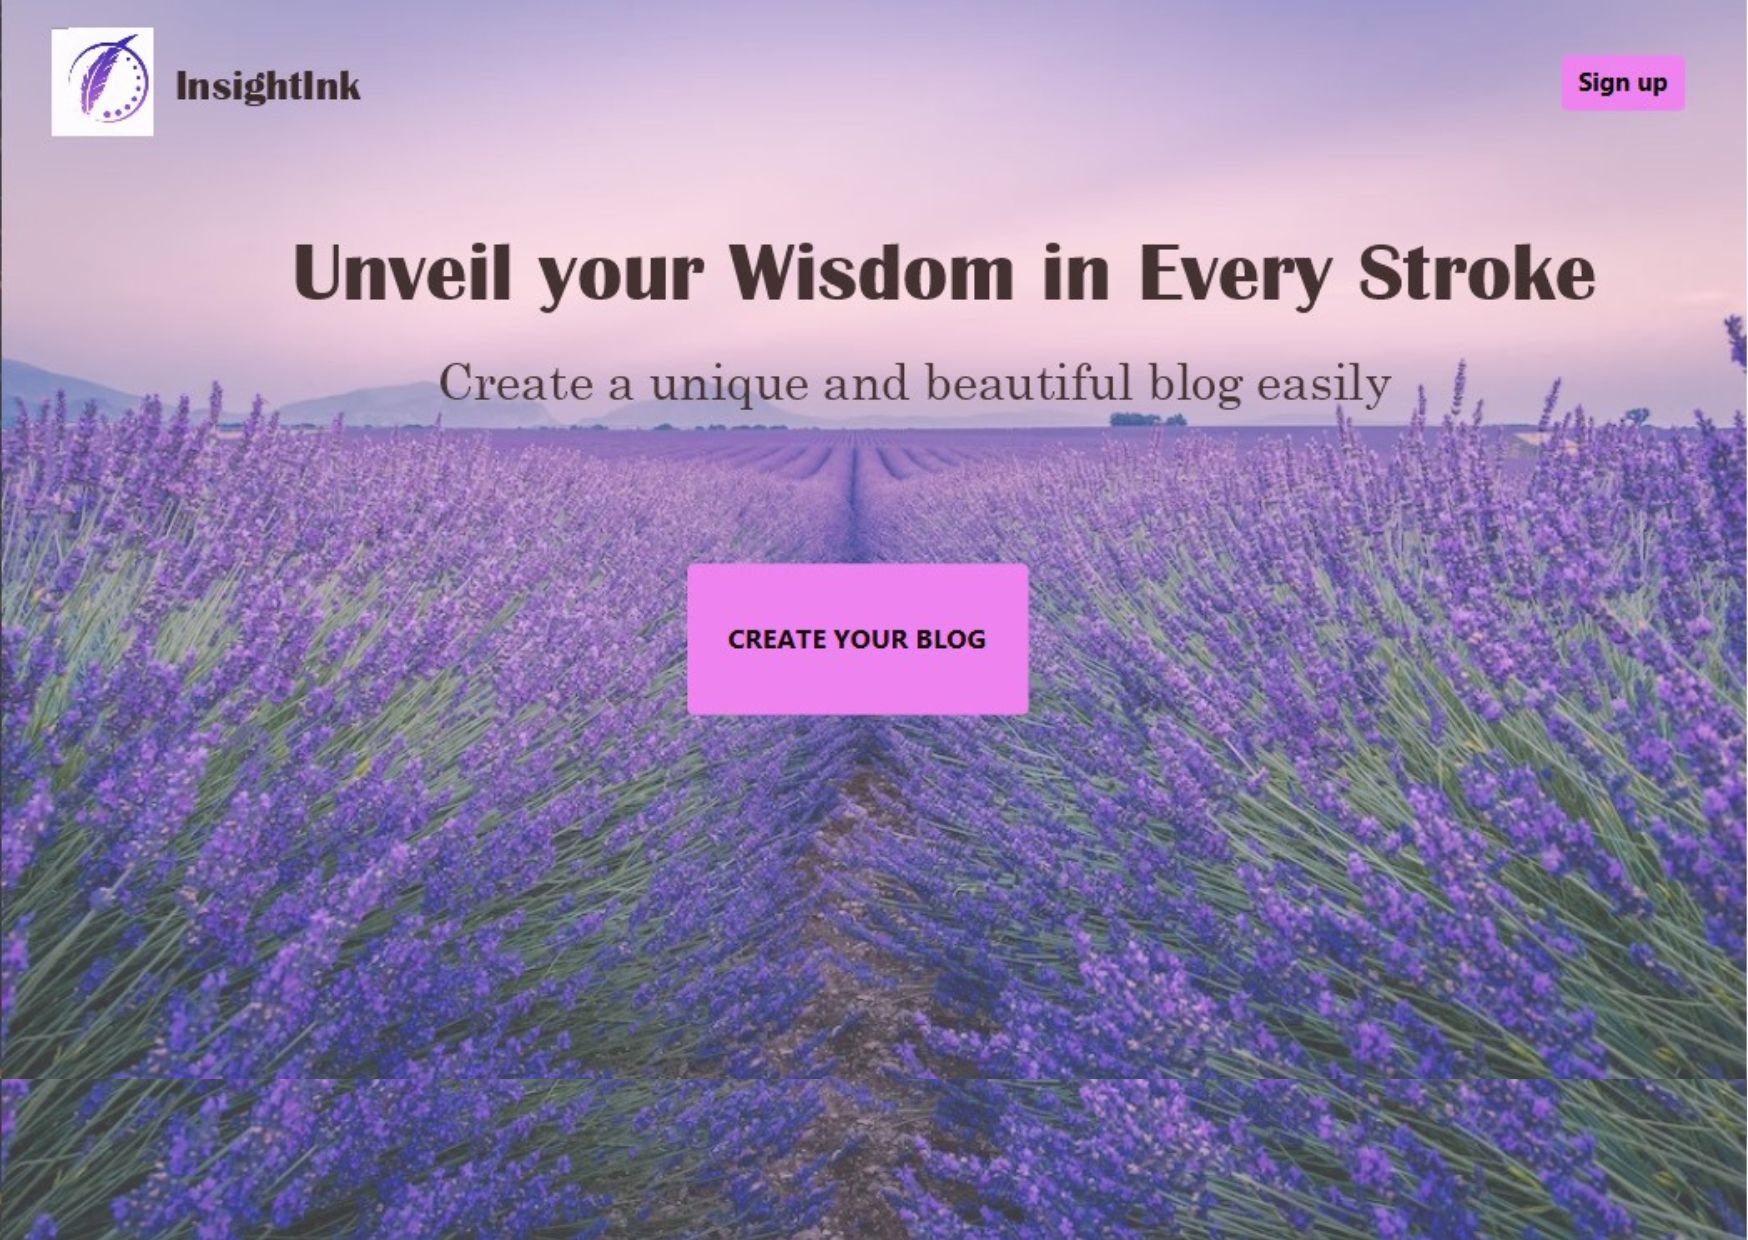 InsightInk
Sign up
Unveil your Wisdom in Every Stroke
Create a unique and beautiful blog easily
CREATE YOUR BLOG